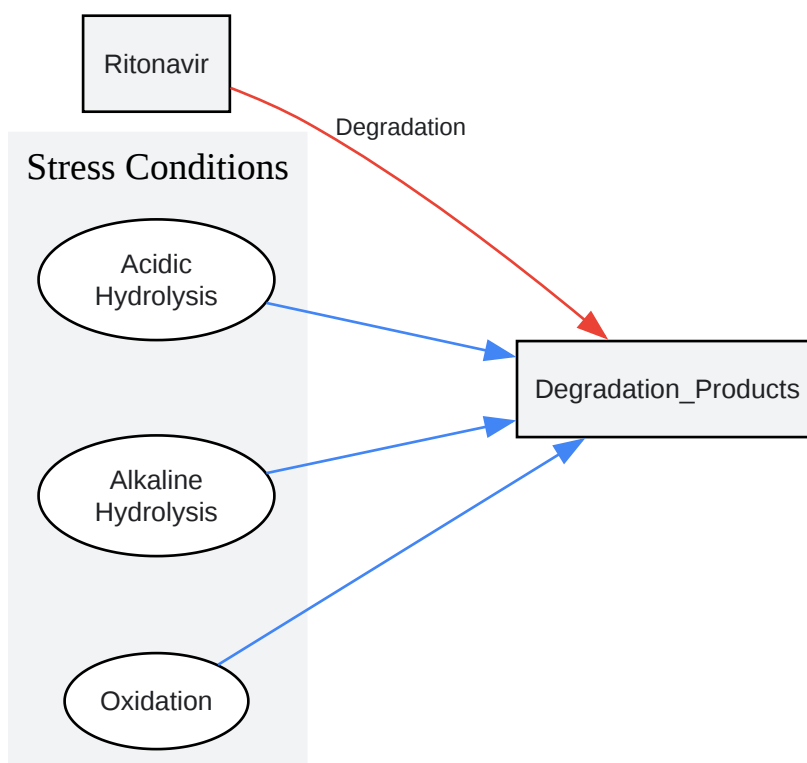 Ritonavir
Degradation
Stress Conditions
Acidic
Hydrolysis
Degradation_Products
Alkaline
Hydrolysis
Oxidation